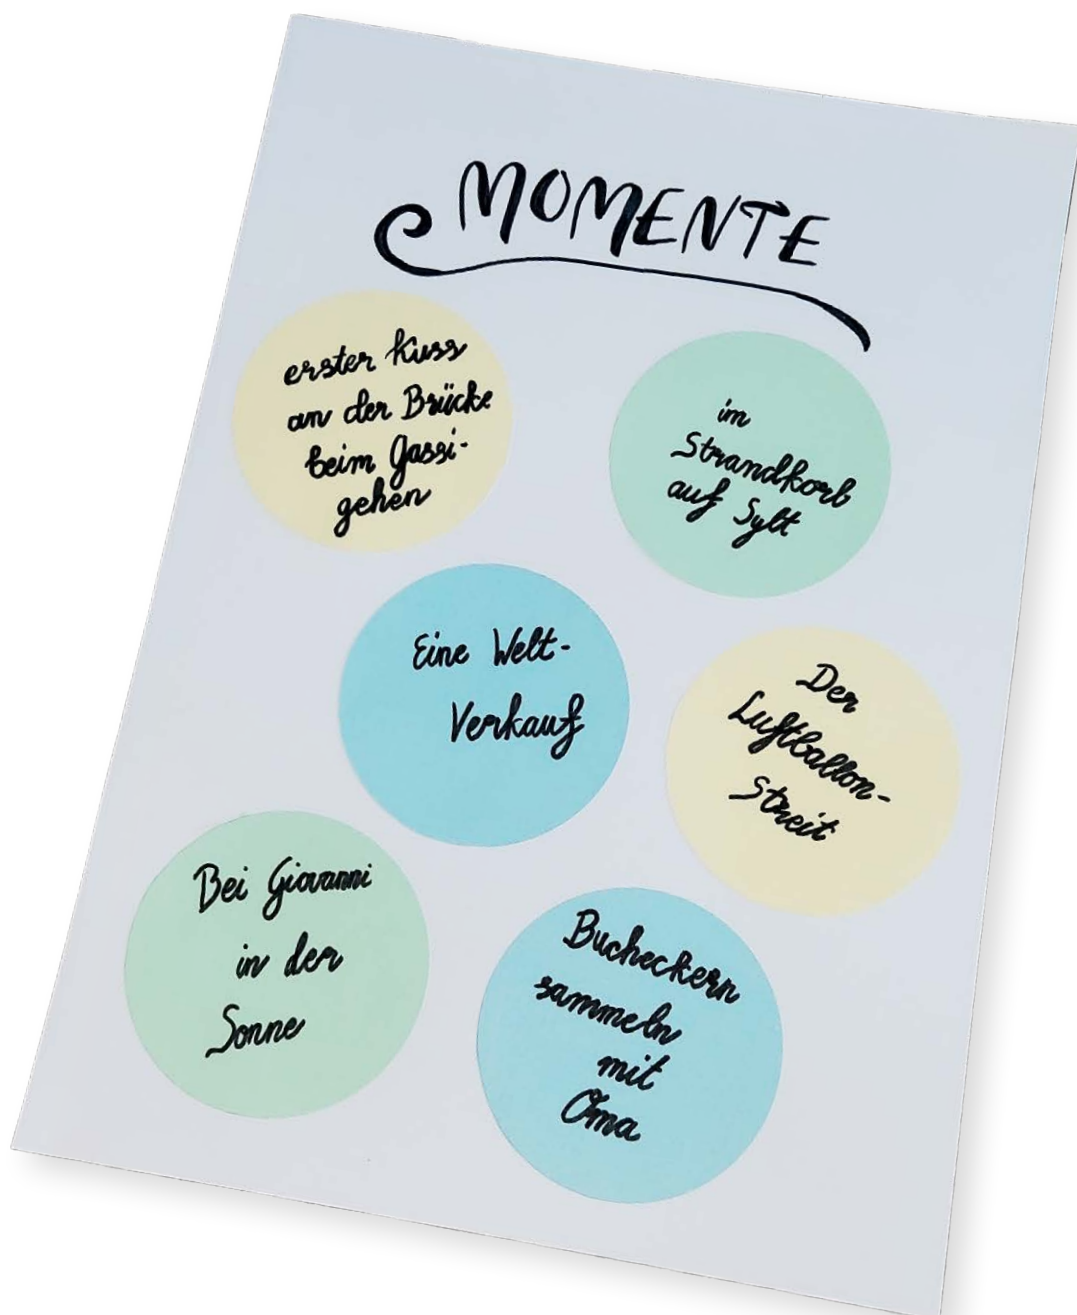 MOMENTE
erster Kuss
an der Brücke
beim Gassi-
gehen
im
Strandkorb
auf Sylt
Eine Welt-
Verkauf
Der
Luftballon-
Streit
Bei Giovanni
in der
Sonne
Bucheckern
sammeln
mit
Oma